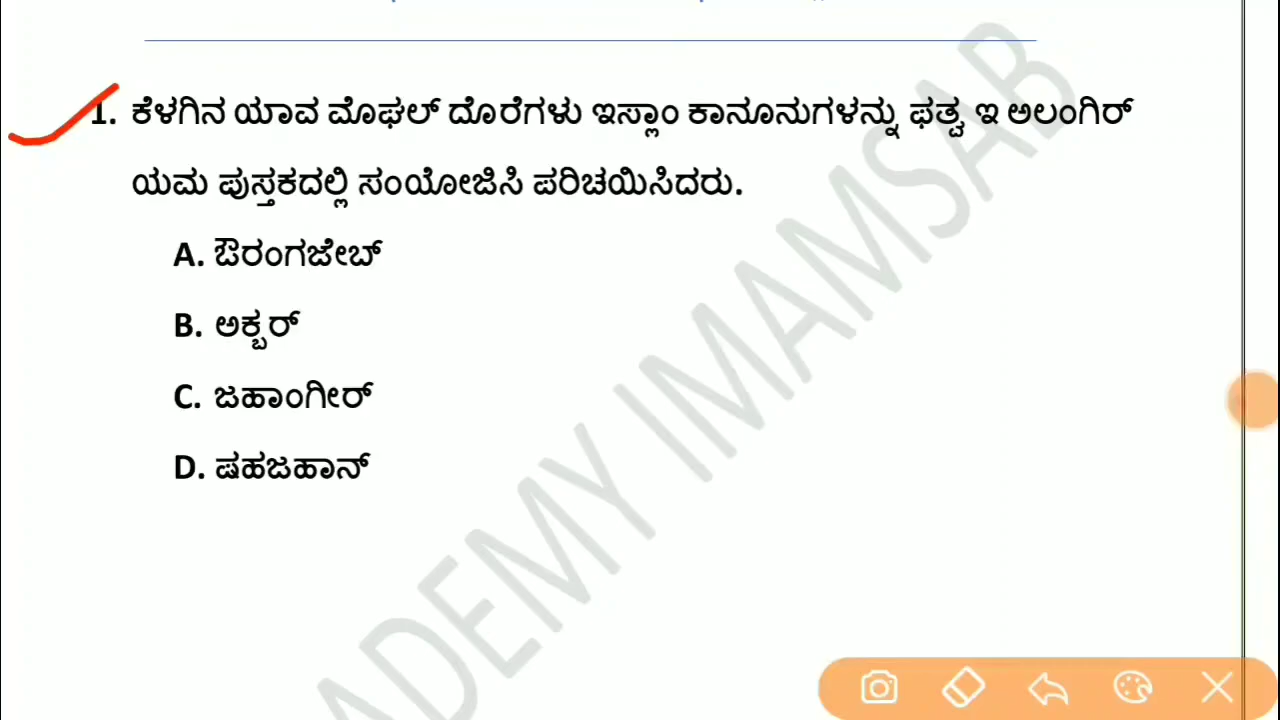 1. ಕೆಳಗಿನ ಯಾವ ಮೊಘಲ್ ದೊರೆಗಳು ಇಸ್ಲಾಂ ಕಾನೂನುಗಳನ್ನು ಫತ್ವ ಇ ಅಲಂಗಿರ್
ಯಮ ಪುಸ್ತಕದಲ್ಲಿ ಸಂಯೋಜಿಸಿ ಪರಿಚಯಿಸಿದರು.
A. ಔರಂಗಜೇಬ್
B. ಅಕ್ಬರ್
C. ಜಹಾಂಗೀರ್
D. ಷಹಜಹಾನ್
ADEMY IMAMSAB